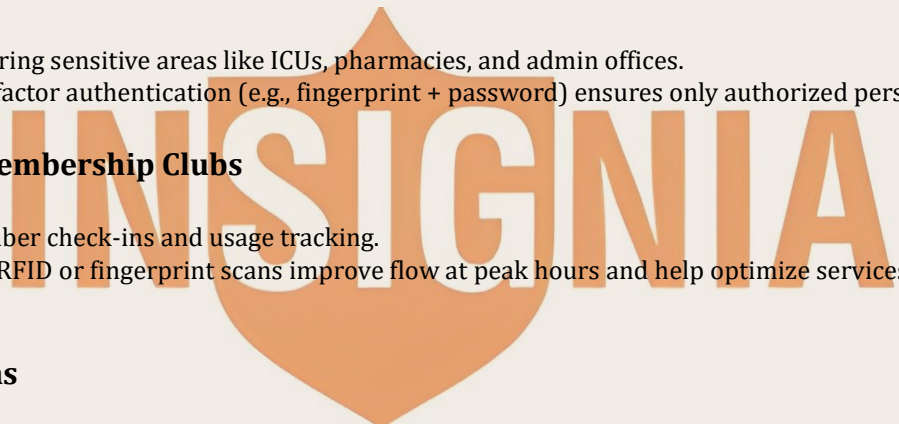 ring sensitive areas like ICUs, pharmacies, and admin offices.
factor authentication (e.g., fingerprint + password) ensures only authorized pers
embership Clubs
ber check-ins and usage tracking.
RFID or fingerprint scans improve flow at peak hours and help optimize services
INSIGNIA